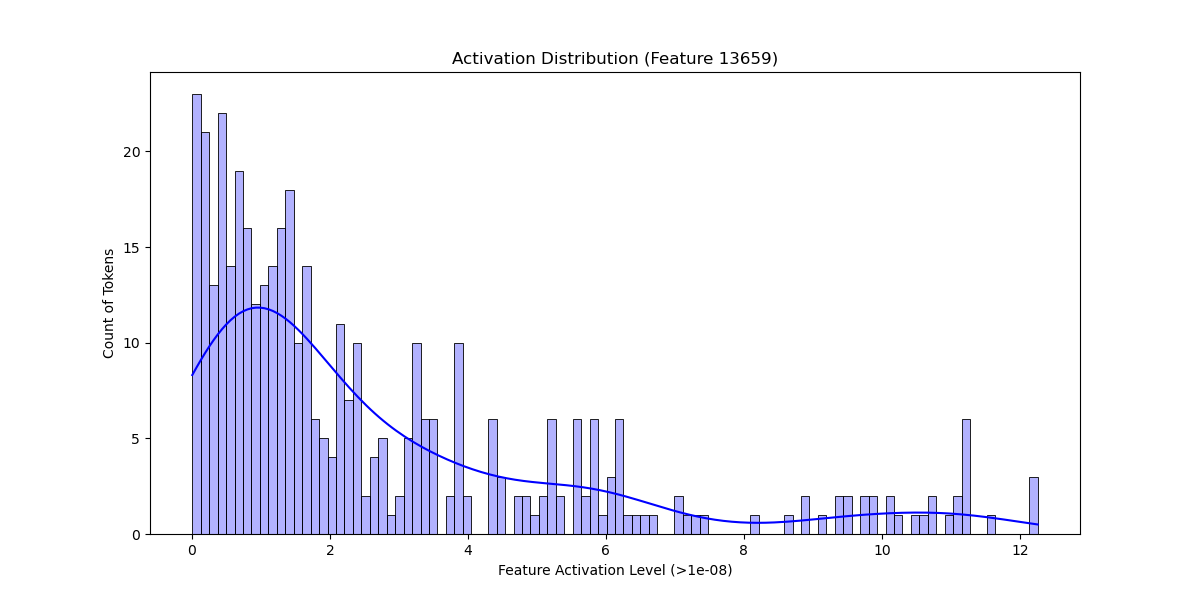 Activation Distribution (Feature 13659)
20
15
10
5
0
Count of Tokens
0 2 4 6 8 10 12
Feature Activation Level (>1e-08)